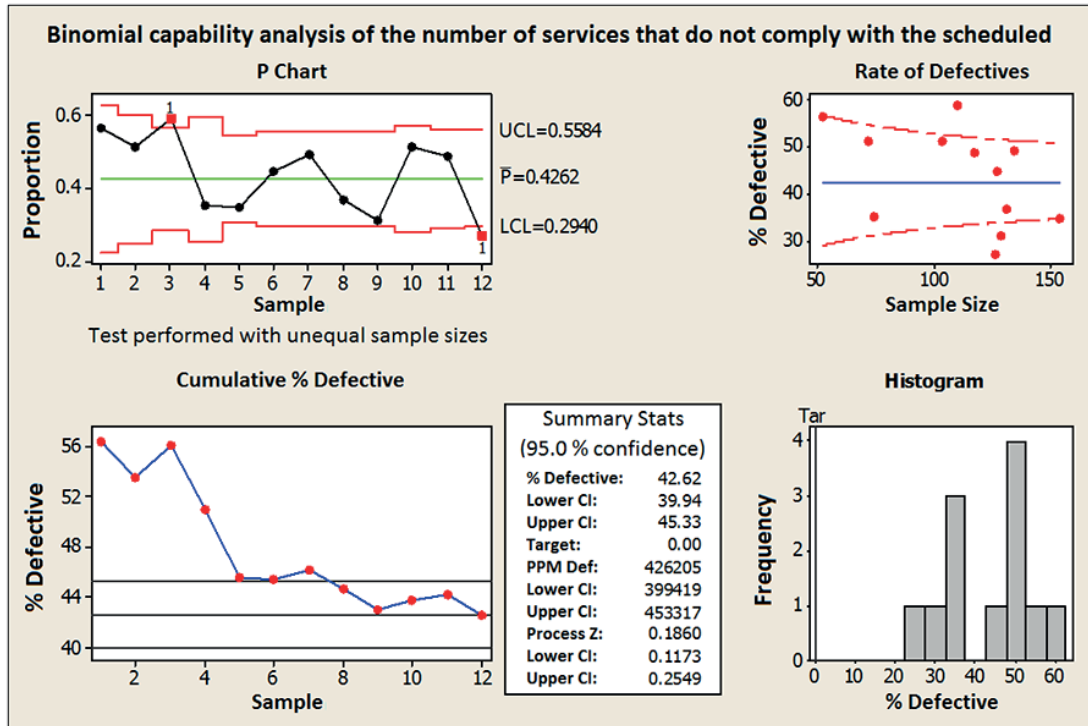 Binomial capability analysis of the number of services that do not comply with the scheduled
P Chart
Proportion
0.6
0.4
0.2
1
1
UCL=0.5584
P̅=0.4262
LCL=0.2940
1 2 3 4 5 6 7 8 9 10 11 12
Sample
Test performed with unequal sample sizes
Rate of Defectives
% Defective
60
50
40
30
50 100 150
Sample Size
Cumulative % Defective
% Defective
56
52
48
44
40
2 4 6 8 10 12
Sample
Summary Stats
(95.0 % confidence)
% Defective: 42.62
Lower CI: 39.94
Upper CI: 45.33
Target: 0.00
PPM Def: 426205
Lower CI: 399419
Upper CI: 453317
Process Z: 0.1860
Lower CI: 0.1173
Upper CI: 0.2549
Histogram
Tar
Frequency
4
3
2
1
0
0 10 20 30 40 50 60
% Defective